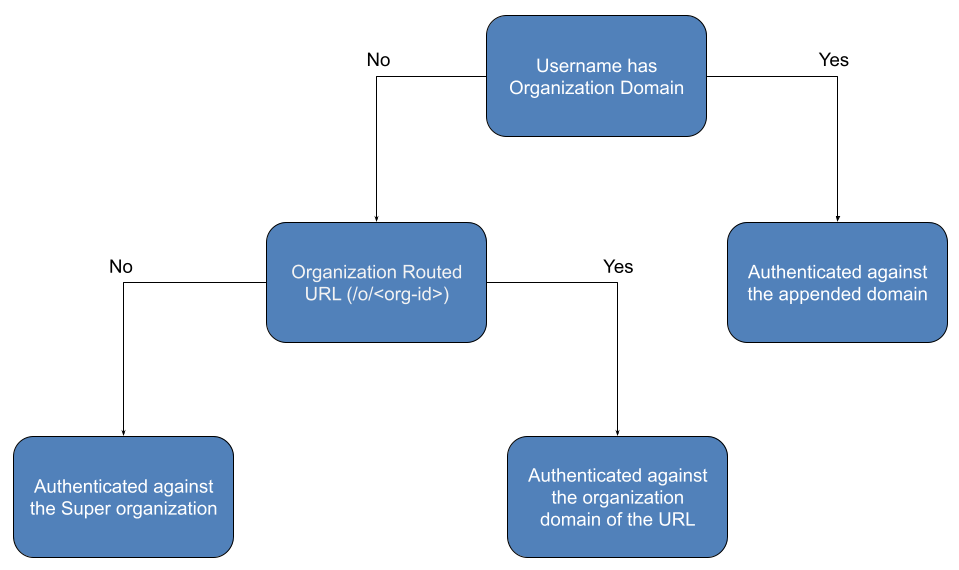 No
Yes
Username has
Organization Domain
No
Yes
Organization Routed
URL (/o/<org-id>)
Authenticated against
the appended domain
Authenticated against
the Super organization
Authenticated against
the organization
domain of the URL